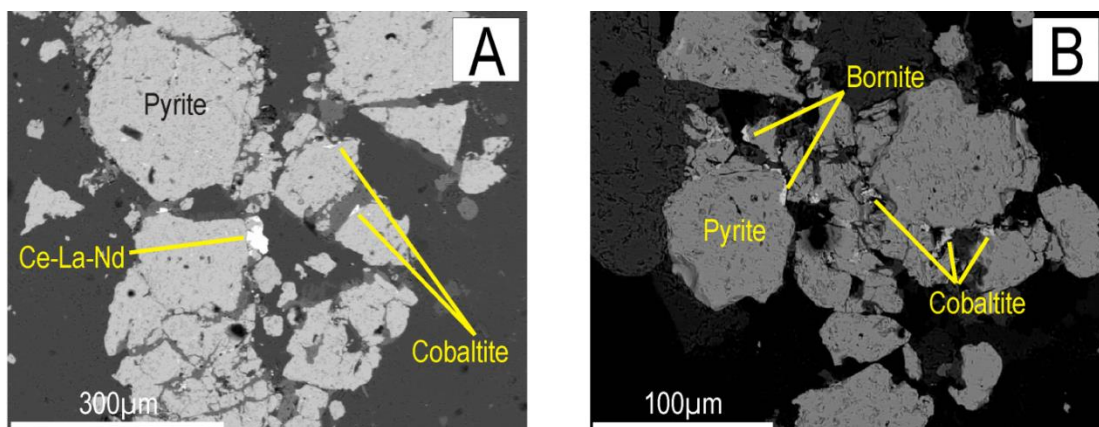 A
Pyrite
Ce-La-Nd
Cobaltite
300µm
B
Bornite
Pyrite
Cobaltite
100µm